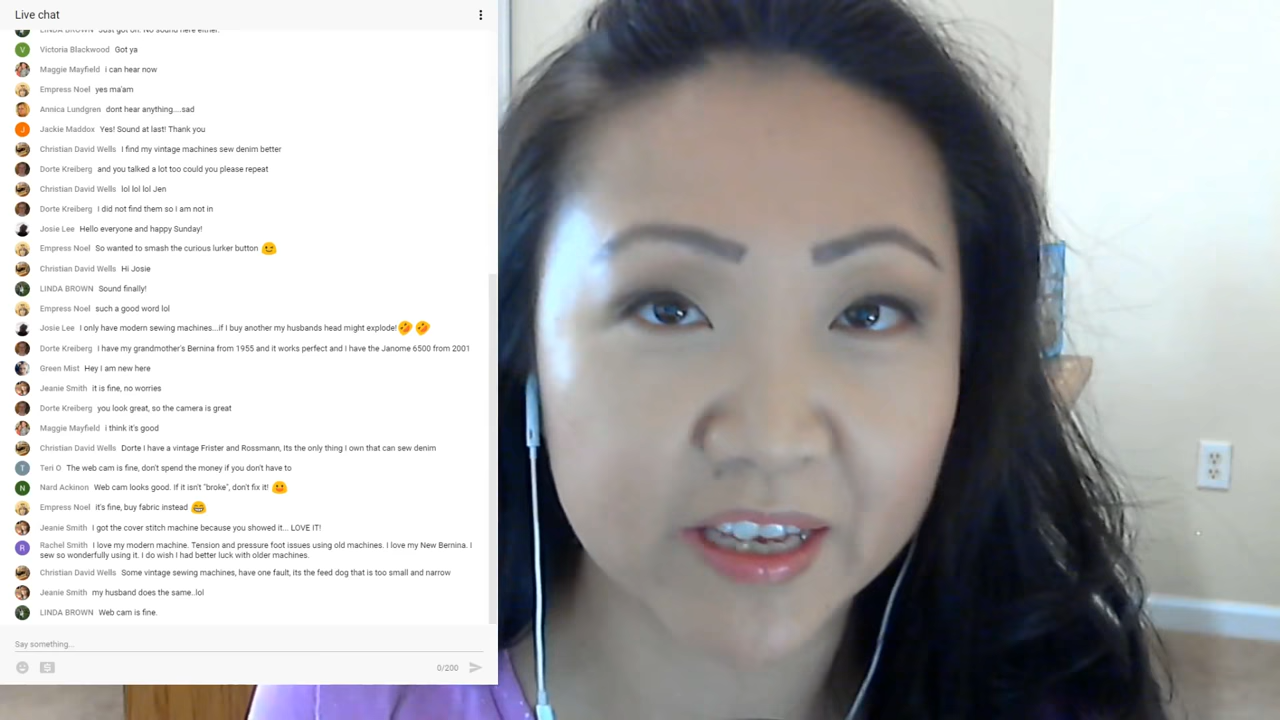 Live chat
LINDA BROWN Just got on. No sound here either.
V Victoria Blackwood Got ya
Maggie Mayfield i can hear now
Empress Noel yes ma'am
Annica Lundgren dont hear anything....sad
J Jackie Maddox Yes! Sound at last! Thank you
Christian David Wells I find my vintage machines sew denim better
Dorte Kreiberg and you talked a lot too could you please repeat
Christian David Wells lol lol lol Jen
Dorte Kreiberg I did not find them so I am not in
Josie Lee Hello everyone and happy Sunday!
Empress Noel So wanted to smash the curious lurker button
Christian David Wells Hi Josie
LINDA BROWN Sound finally!
Empress Noel such a good word lol
Josie Lee I only have modern sewing machines...if I buy another my husbands head might explode!
Dorte Kreiberg I have my grandmother's Bernina from 1955 and it works perfect and I have the Janome 6500 from 2001
Green Mist Hey I am new here
Jeanie Smith it is fine, no worries
Dorte Kreiberg you look great, so the camera is great
Maggie Mayfield i think it's good
Christian David Wells Dorte I have a vintage Frister and Rossmann, Its the only thing I own that can sew denim
T Teri O The web cam is fine, don't spend the money if you don't have to
N Nard Ackinon Web cam looks good. If it isn't "broke", don't fix it!
Empress Noel it's fine, buy fabric instead
Jeanie Smith I got the cover stitch machine because you showed it... LOVE IT!
R Rachel Smith I love my modern machine. Tension and pressure foot issues using old machines. I love my New Bernina. I
sew so wonderfully using it. I do wish I had better luck with older machines.
Christian David Wells Some vintage sewing machines, have one fault, its the feed dog that is too small and narrow
Jeanie Smith my husband does the same..lol
LINDA BROWN Web cam is fine.
Say something...
0/200